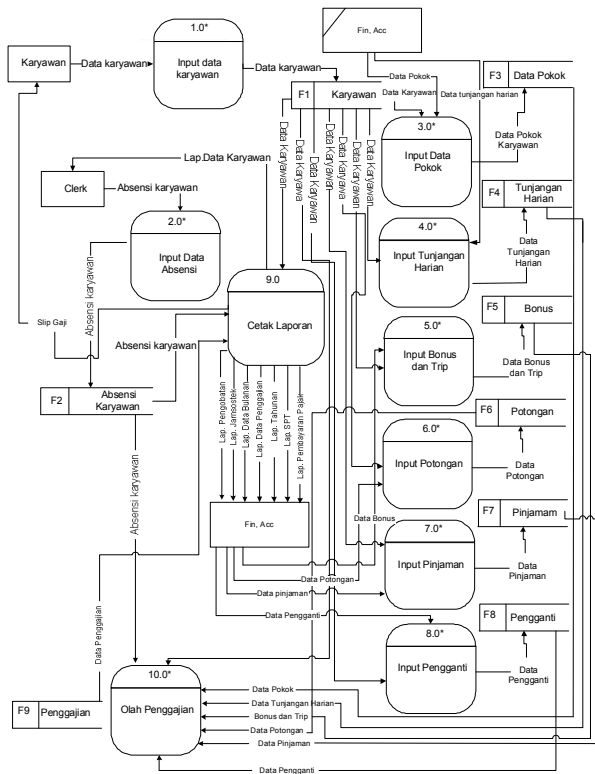 1.0*
Input data
karyawan
Karyawan
Data karyawan
Data karyawan
Fin, Acc
Data Pokok
Data Karyawan
Data tunjangan harian
F1 Karyawan
F3 Data Pokok
3.0*
Input Data
Pokok
Data Pokok
Karyawan
Data Karyawan
Data Karyawan
Data Karyawan
Data Karyawa
Data Karyawan
Data Karyawan
Lap.Data Karyawan
Clerk
Absensi karyawan
2.0*
Input Data
Absensi
F4 Tunjangan
Harian
4.0*
Input Tunjangan
Harian
Data
Tunjangan
Harian
9.0
Cetak Laporan
Absensi karyawan
Slip Gaji
Absensi karyawan
F5 Bonus
5.0*
Input Bonus
dan Trip
Data Bonus
dan Trip
F2 Absensi
Karyawan
Lap. Pengobatan
Lap. Jamsostek
Lap. Data Bulanan
Lap. Data Penggajian
Lap. Tahunan
Lap. SPT
Lap. Pembayaran Pajak
F6 Potongan
6.0*
Input Potongan
Data
Potongan
Absensi karyawan
Fin, Acc
Data Bonus
F7 Pinjamam
7.0*
Input Pinjaman
Data
Pinjaman
Data Potongan
Data pinjaman
Data Pengganti
F8 Pengganti
8.0*
Input Pengganti
Data
Pengganti
Data Penggajian
10.0*
Olah Penggajian
F9 Penggajian
Data Pokok
Data Tunjangan Harian
Bonus dan Trip
Data Potongan
Data Pinjaman
Data Pengganti